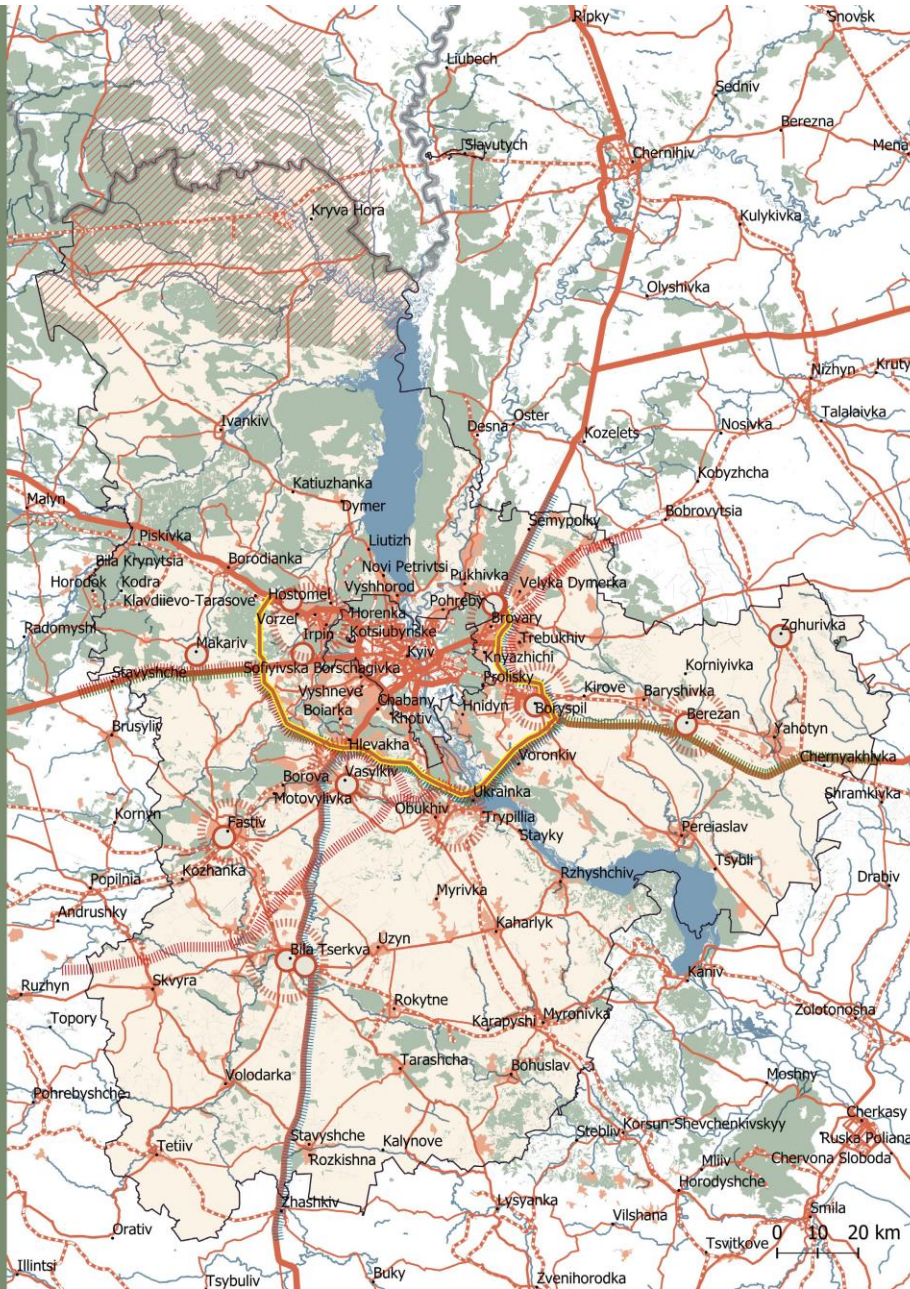 Ripky
Snovsk
Liubech
Sedniv
Berezna
Mena
Slavutych
Chernihiv
Kryva Hora
Kulykivka
Olyshivka
Nizhyn
Kruty
Ivankiv
Desna
Oster
Kozelets
Nosivka
Talalaivka
Kobyzhcha
Katiuzhanka
Malyn
Dymer
Semypolky
Bobrovytsia
Piskivka
Liutizh
Bila Krynytsia
Borodianka
Novi Petrivtsi
Horodok
Kodra
Vyshhorod
Pukhivka
Velyka Dymerka
Klavdiievo-Tarasove
Hostomel
Pohreby
Vorzel
Horenka
Brovary
Radomyshl
Irpin
Kotsiubynske
Trebukhiv
Zghurivka
Makariv
Kyiv
Knyazhichi
Stavyshche
Sofiyivska Borschagivka
Prolisky
Korniyivka
Vyshneve
Kirove
Baryshivka
Boiarka
Chabany
Hnidyn
Boryspil
Berezan
Brusyliv
Khotiv
Yahotyn
Hlevakha
Voronkiv
Chernyakhivka
Borova
Vasylkiv
Motovylivka
Ukrainka
Shramkivka
Kornyn
Obukhiv
Trypillia
Fastiv
Stayky
Pereiaslav
Kozhanka
Rzhyshchiv
Tsybli
Popilnia
Drabiv
Myrivka
Andrushky
Kaharlyk
Bila Tserkva
Uzyn
Kaniv
Ruzhyn
Skvyra
Rokytne
Zolotonosha
Topory
Karapyshi
Myronivka
Tarashcha
Bohuslav
Volodarka
Moshny
Pohrebyshche
Cherkasy
Korsun-Shevchenkivskyy
Stebliv
Ruska Poliana
Tetiiv
Stavyshche
Kalynove
Chervona Sloboda
Rozkishna
Mliiv
Horodyshche
Zhashkiv
Lysyanka
Smila
Vilshana
Orativ
Tsvitkove
0 10 20 km
Illintsi
Tsybuliv
Buky
Zvenihorodka